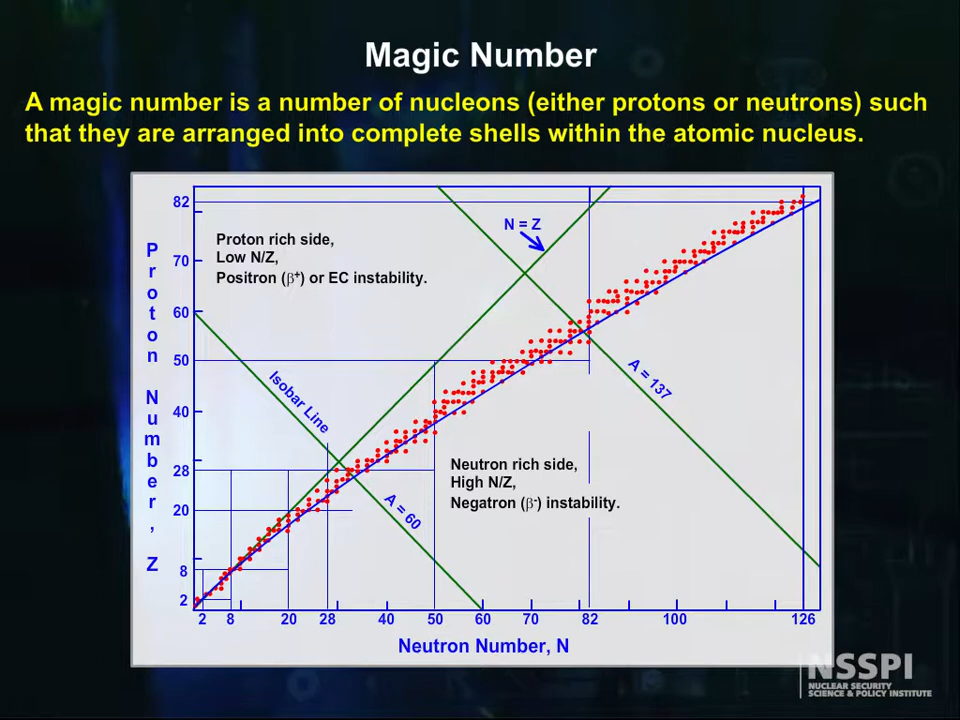 Magic Number
A magic number is a number of nucleons (either protons or neutrons) such
that they are arranged into complete shells within the atomic nucleus.
82
70
60
50
40
28
20
8
2
Proton Number, Z
Proton rich side,
Low N/Z,
Positron (β⁺) or EC instability.
N = Z
Isobar Line
A = 60
A = 137
Neutron rich side,
High N/Z,
Negatron (β⁻) instability.
2 8 20 28 40 50 60 70 82 100 126
Neutron Number, N
NSSPI
NUCLEAR SECURITY
SCIENCE & POLICY INSTITUTE